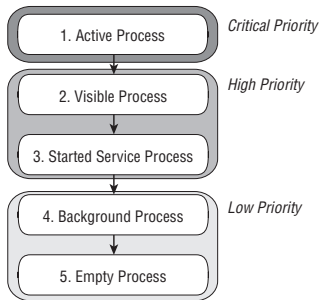 1. Active Process
Critical Priority
2. Visible Process
High Priority
3. Started Service Process
4. Background Process
Low Priority
5. Empty Process